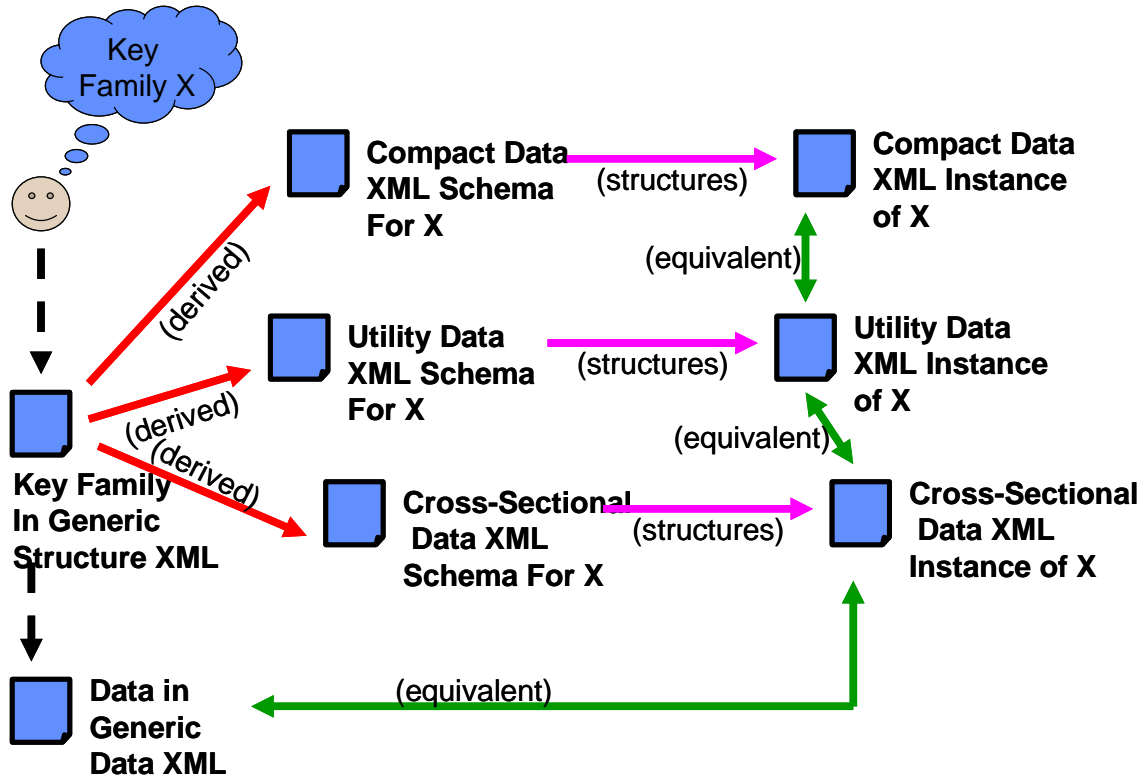 Key
Family X
Compact Data
XML Schema
For X
(structures)
Compact Data
XML Instance
of X
(derived)
(equivalent)
Utility Data
XML Schema
For X
(structures)
Utility Data
XML Instance
of X
(derived)
(equivalent)
(derived)
Key Family
In Generic
Structure XML
Cross-Sectional
Data XML
Schema For X
(structures)
Cross-Sectional
Data XML
Instance of X
Data in
Generic
Data XML
(equivalent)